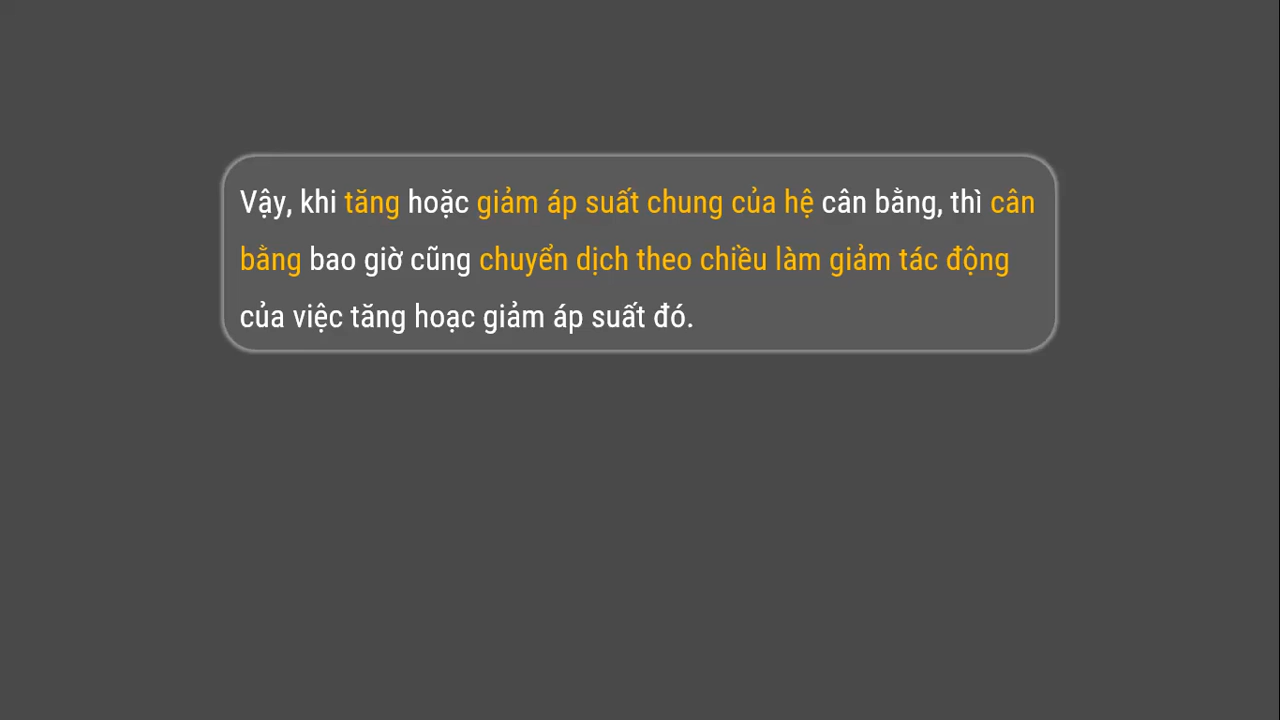 Vậy, khi tăng hoặc giảm áp suất chung của hệ cân bằng, thì cân
bằng bao giờ cũng chuyển dịch theo chiều làm giảm tác động
của việc tăng hoạc giảm áp suất đó.